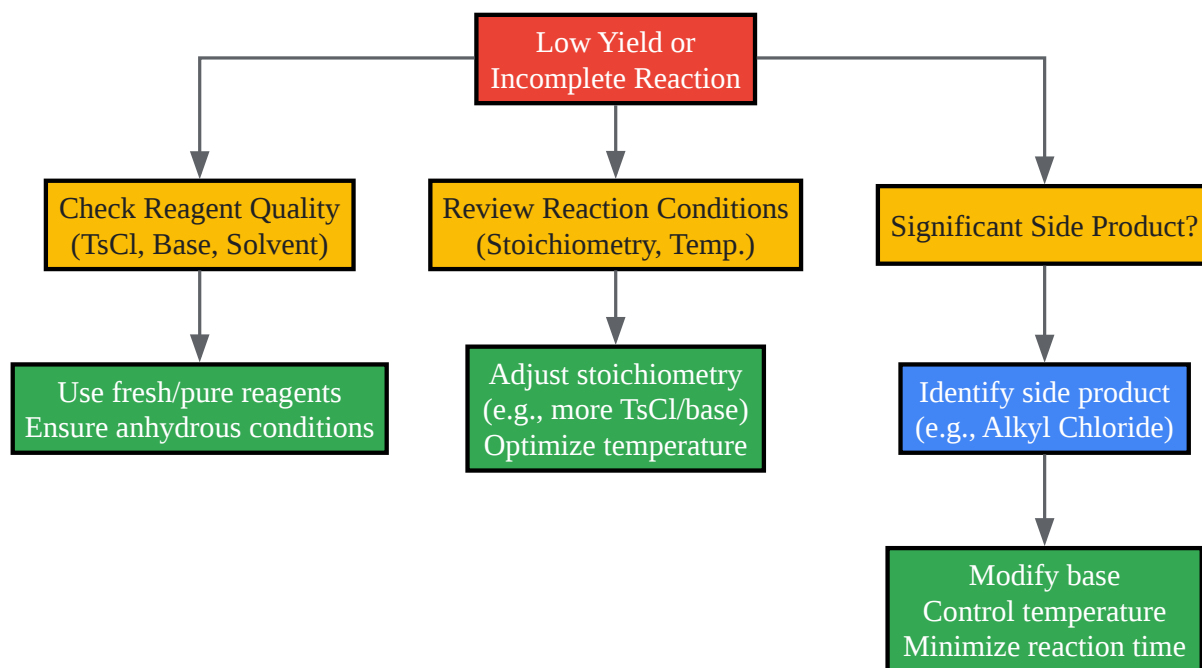 Low Yield or
Incomplete Reaction
Check Reagent Quality
(TsCl, Base, Solvent)
Review Reaction Conditions
(Stoichiometry, Temp.)
Significant Side Product?
Use fresh/pure reagents
Ensure anhydrous conditions
Adjust stoichiometry
(e.g., more TsCl/base)
Optimize temperature
Identify side product
(e.g., Alkyl Chloride)
Modify base
Control temperature
Minimize reaction time